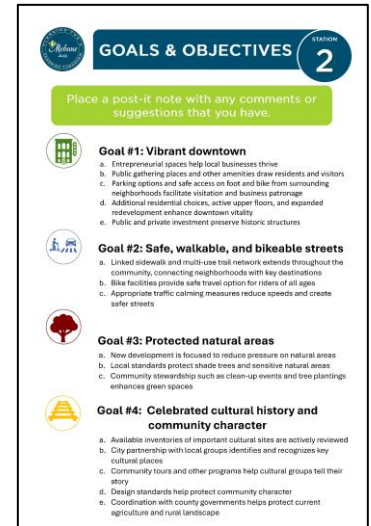 Mebane
GOALS & OBJECTIVES
STATION
2
Place a post-it note with any comments or
suggestions that you have.
Goal #1: Vibrant downtown
a. Entrepreneurial spaces help local businesses thrive
b. Public gathering places and other amenities draw residents and visitors
c. Parking options and safe access on foot and bike from surrounding
neighborhoods facilitate visitation and business patronage
d. Additional residential choices, active upper floors, and expanded
redevelopment enhance downtown vitality
e. Public and private investment preserve historic structures
Goal #2: Safe, walkable, and bikeable streets
a. Linked sidewalk and multi-use trail network extends throughout the
community, connecting neighborhoods with key destinations
b. Bike facilities provide safe travel option for riders of all ages
c. Appropriate traffic calming measures reduce speeds and create
safer streets
Goal #3: Protected natural areas
a. New development is focused to reduce pressure on natural areas
b. Local standards protect shade trees and sensitive natural areas
c. Community stewardship such as clean-up events and tree plantings
enhances green spaces
Goal #4: Celebrated cultural history and
community character
a. Available inventories of important cultural sites are actively reviewed
b. City partnership with local groups identifies and recognizes key
cultural places
c. Community tours and other programs help cultural groups tell their
story
d. Design standards help protect community character
e. Coordination with county governments helps protect current
agriculture and rural landscape